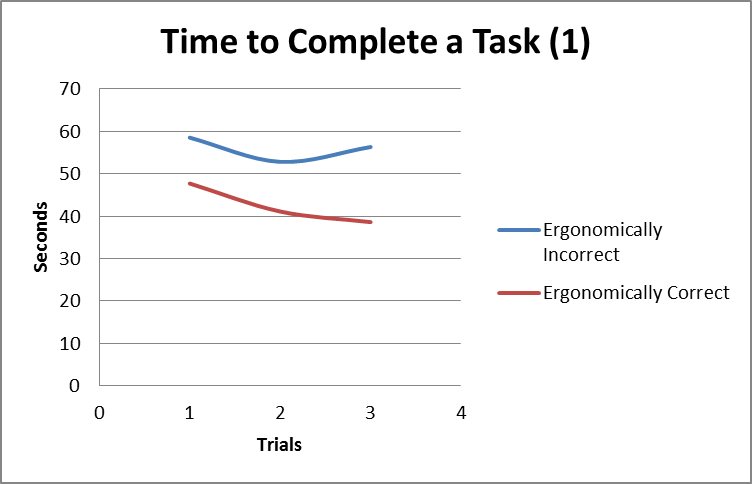 Time to Complete a Task (1)
70
60
50
40
30
20
10
0
Seconds
0 1 2 3 4
Trials
Ergonomically
Incorrect
Ergonomically Correct